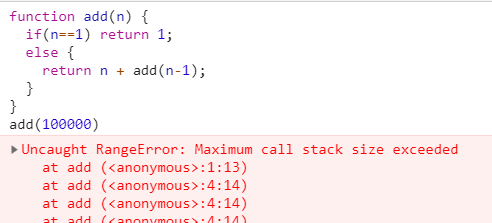 function add(n) {
  if(n==1) return 1;
  else {
    return n + add(n-1);
  }
}
add(100000)
▶Uncaught RangeError: Maximum call stack size exceeded
    at add (<anonymous>:1:13)
    at add (<anonymous>:4:14)
    at add (<anonymous>:4:14)
    at add (<anonymous>:4:14)